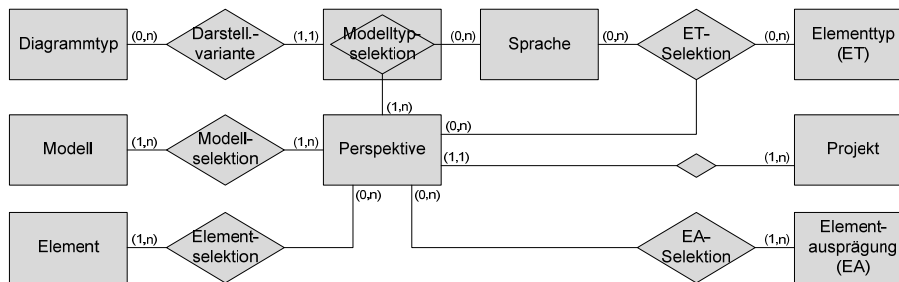 Diagrammtyp
(0,n)
Darstell.-
variante
(1,1)
Modelltyp-
selektion
(0,n)
Sprache
(0,n)
ET-
Selektion
(0,n)
Elementtyp
(ET)
(1,n)
(0,n)
Modell
(1,n)
Modell-
selektion
(1,n)
Perspektive
(1,1)
(1,n)
Projekt
(0,n)
(0,n)
Element
(1,n)
Element-
selektion
EA-
Selektion
(1,n)
Element-
ausprägung
(EA)